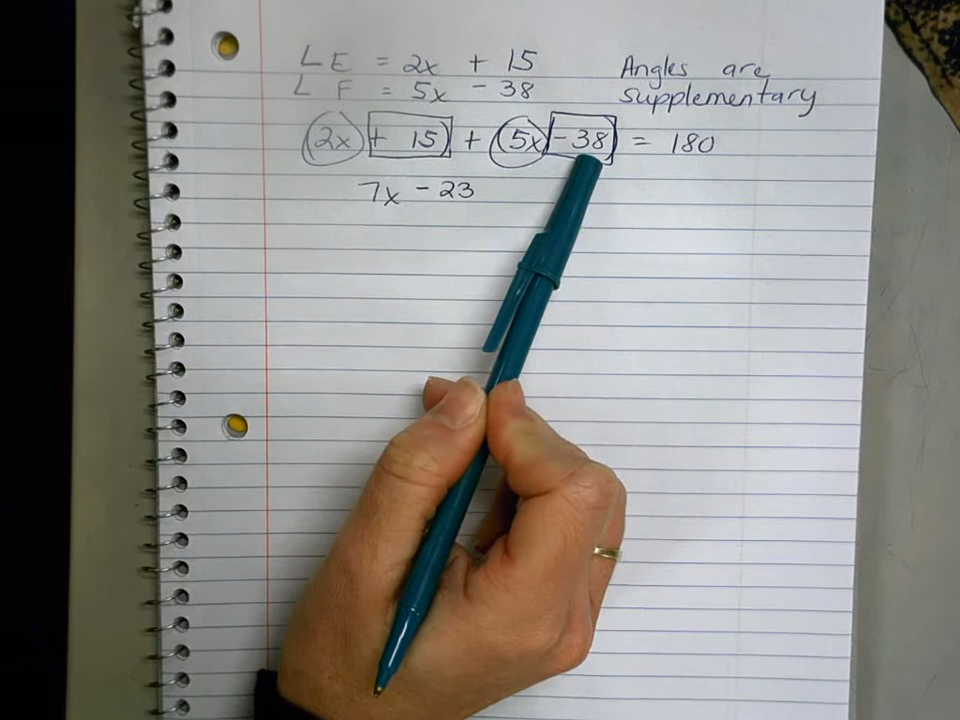 ∠E = 2x + 15
∠F = 5x - 38
Angles are
supplementary
(2x + 15) + (5x - 38) = 180
7x - 23